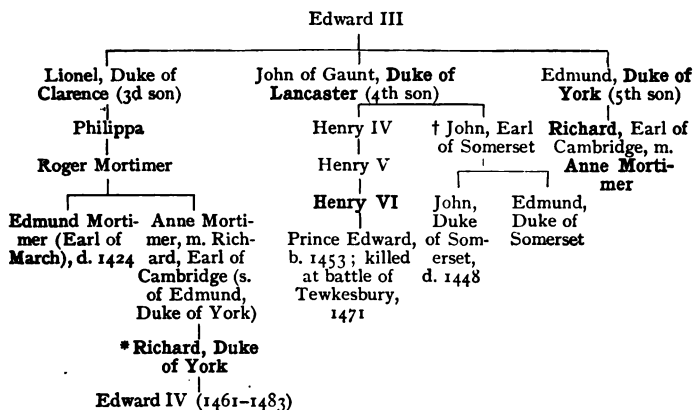 Edward III
Lionel, Duke of
Clarence (3d son)
John of Gaunt, Duke of
Lancaster (4th son)
Edmund, Duke of
York (5th son)
Philippa
Henry IV
† John, Earl
of Somerset
Richard, Earl of
Cambridge, m.
Anne Morti-
mer
Roger Mortimer
Henry V
Edmund Morti-
mer (Earl of
March), d. 1424
Anne Morti-
mer, m. Rich-
ard, Earl of
Cambridge (s.
of Edmund,
Duke of York)
Henry VI
John,
Duke
of Som-
erset,
d. 1448
Edmund,
Duke of
Somerset
Prince Edward,
b. 1453; killed
at battle of
Tewkesbury,
1471
*Richard, Duke
of York
Edward IV (1461–1483)